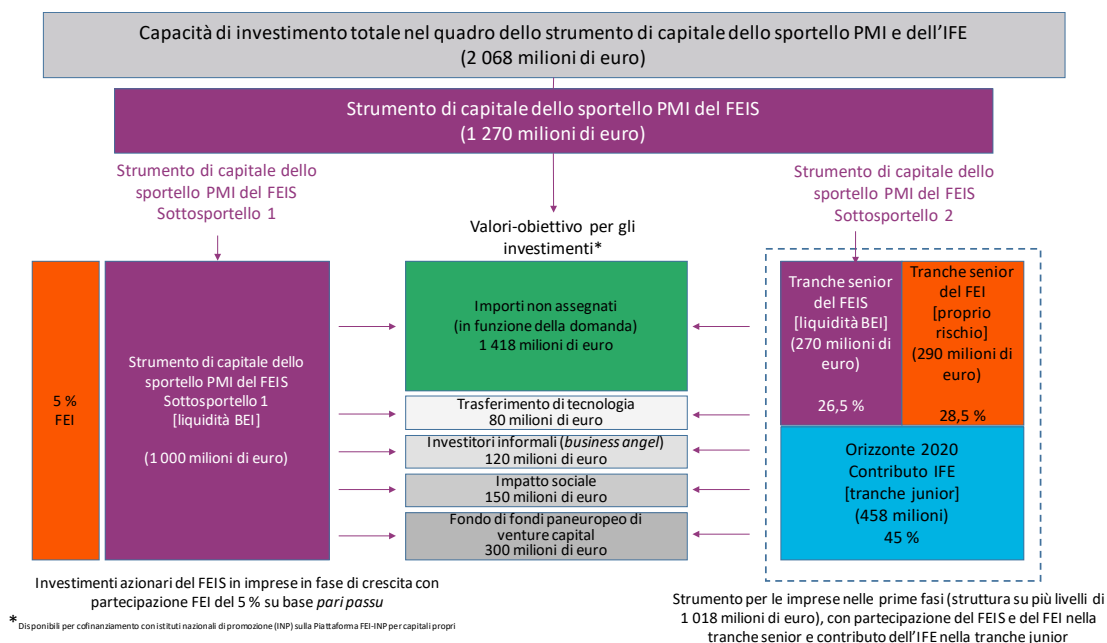 Capacità di investimento totale nel quadro dello strumento di capitale dello sportello PMI e dell'IFE
(2 068 milioni di euro)
Strumento di capitale dello sportello PMI del FEIS
(1 270 milioni di euro)
Strumento di capitale dello
sportello PMI del FEIS
Sottosportello 1
Valori-obiettivo per gli
investimenti*
Strumento di capitale dello
sportello PMI del FEIS
Sottosportello 2
5 %
FEI
Strumento di capitale dello
sportello PMI del FEIS
Sottosportello 1
[liquidità BEI]
(1 000 milioni di euro)
Importi non assegnati
(in funzione della domanda)
1 418 milioni di euro
Trasferimento di tecnologia
80 milioni di euro
Investitori informali (business angel)
120 milioni di euro
Impatto sociale
150 milioni di euro
Fondo di fondi paneuropeo di
venture capital
300 milioni di euro
Tranche senior
del FEIS
[liquidità BEI]
(270 milioni di
euro)
26,5 %
Tranche senior
del FEI
[proprio
rischio]
(290 milioni di
euro)
28,5 %
Orizzonte 2020
Contributo IFE
[tranche junior]
(458 milioni)
45 %
Investimenti azionari del FEIS in imprese in fase di crescita con
partecipazione FEI del 5 % su base pari passu
* Disponibili per cofinanziamento con istituti nazionali di promozione (INP) sulla Piattaforma FEI-INP per capitali propri
Strumento per le imprese nelle prime fasi (struttura su più livelli di
1 018 milioni di euro), con partecipazione del FEIS e del FEI nella
tranche senior e contributo dell'IFE nella tranche junior